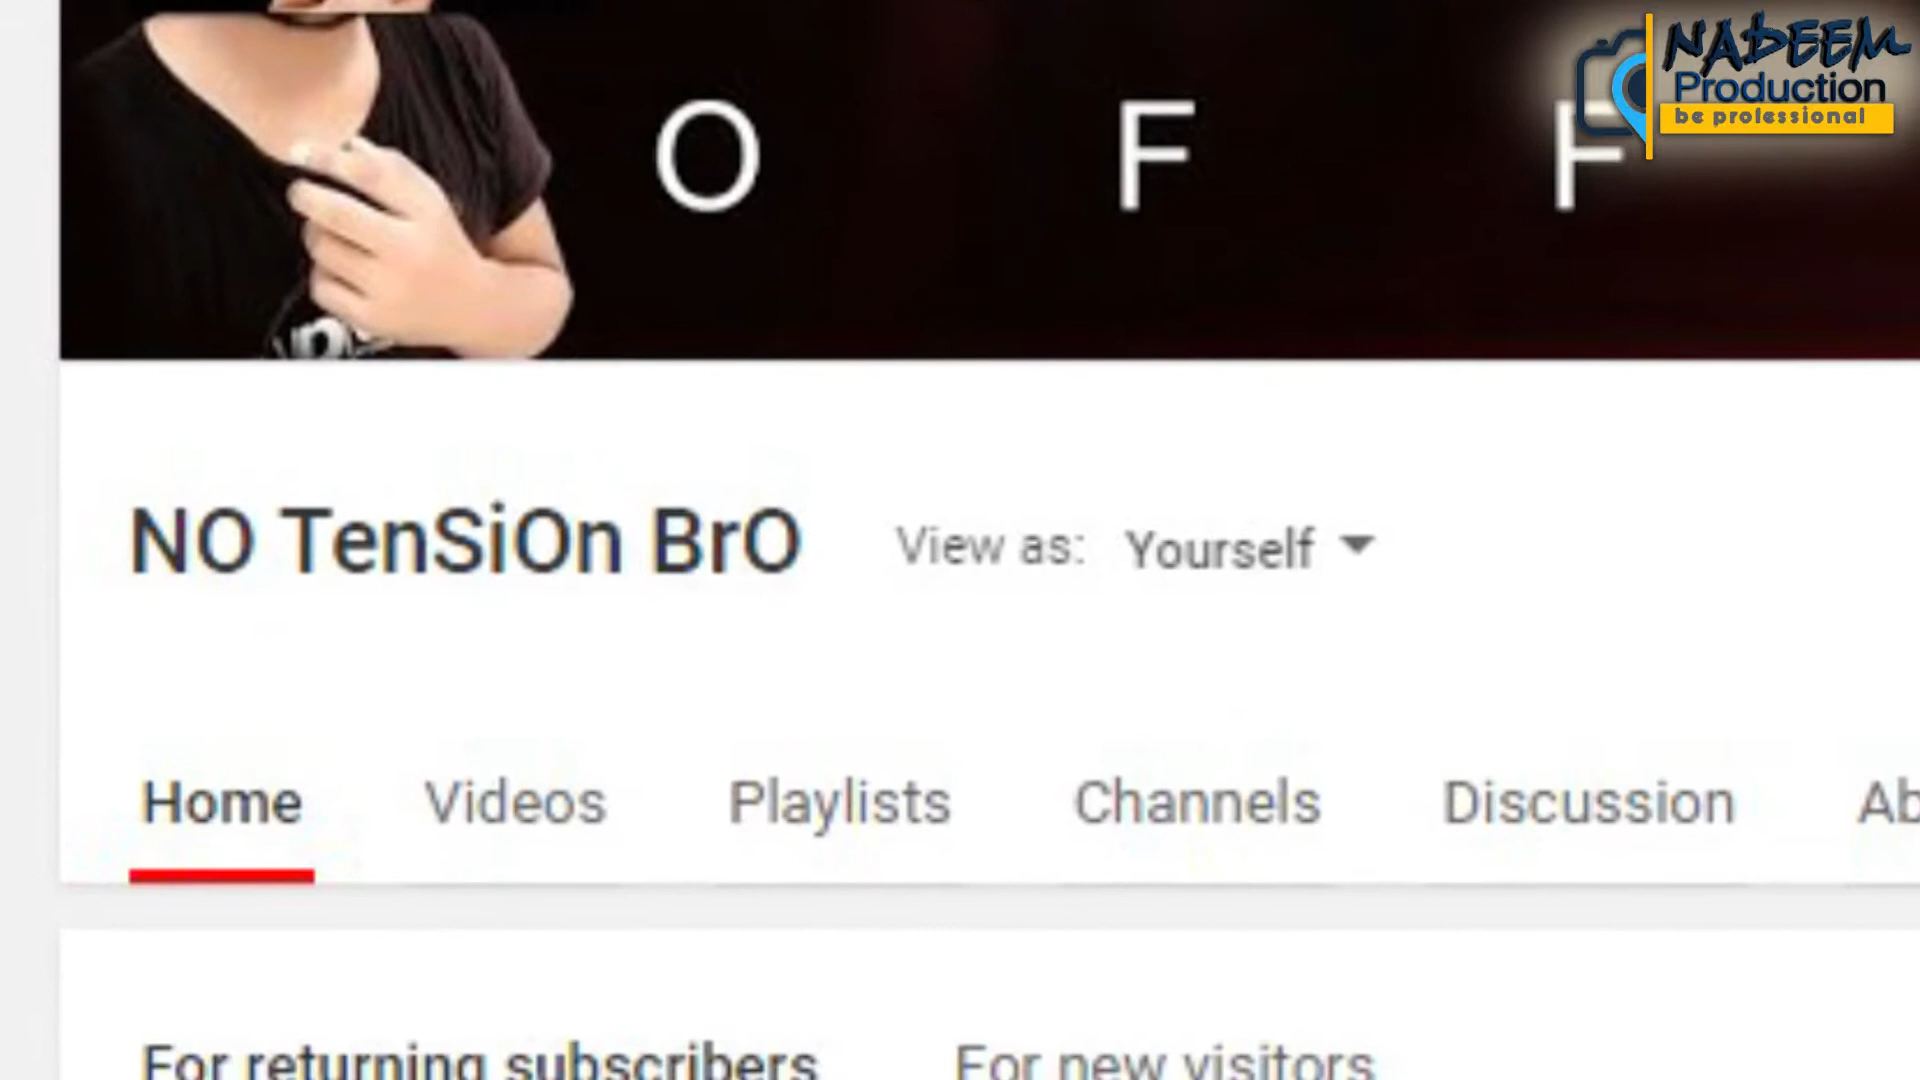 NADEEM
Production
be professional
O F F
NO TenSiOn BrO View as: Yourself
Home Videos Playlists Channels Discussion Ab
For returning subscribers For new visitors